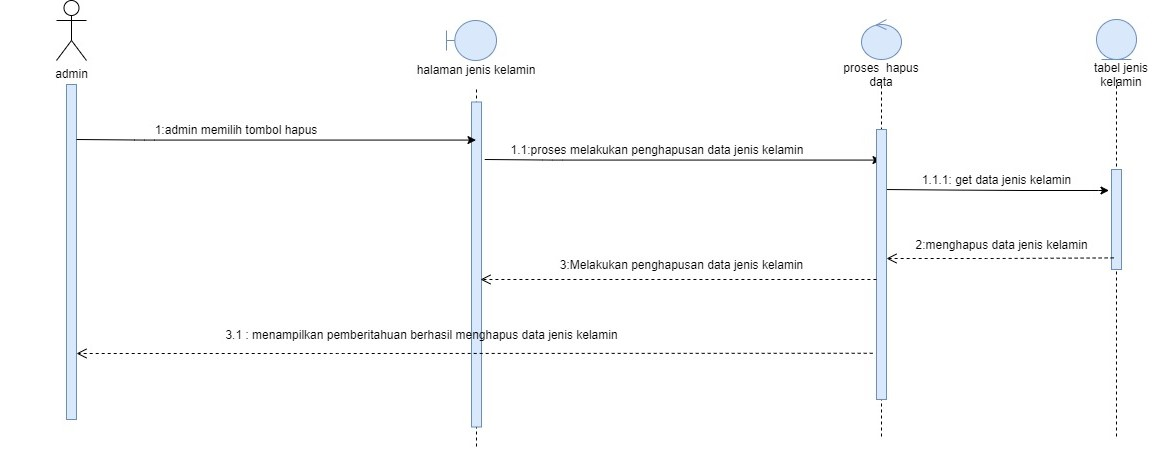 admin
halaman jenis kelamin
proses  hapus
data
tabel jenis
kelamin
1:admin memilih tombol hapus
1.1:proses melakukan penghapusan data jenis kelamin
1.1.1: get data jenis kelamin
2:menghapus data jenis kelamin
3:Melakukan penghapusan data jenis kelamin
3.1 : menampilkan pemberitahuan berhasil menghapus data jenis kelamin